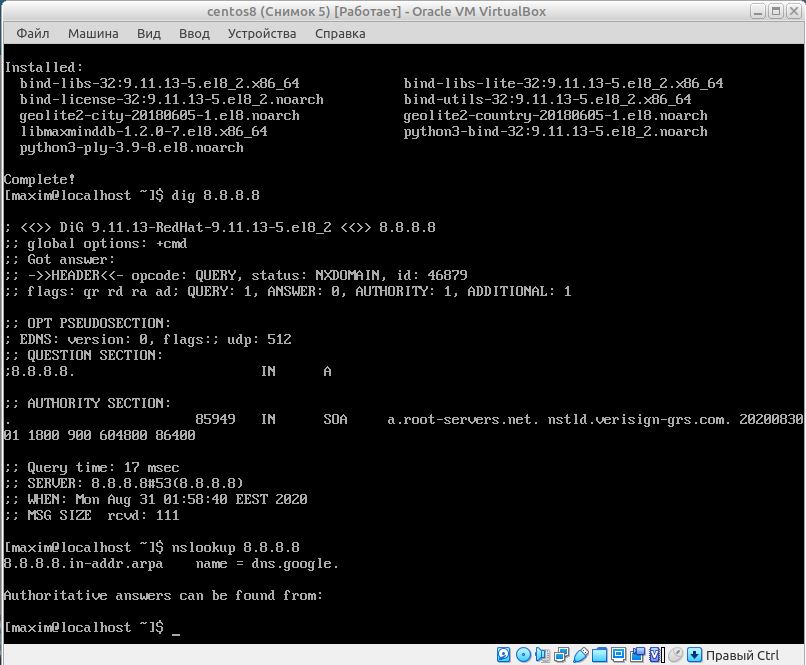 centos8 (Снимок 5) [Работает] - Oracle VM VirtualBox
Файл Машина Вид Ввод Устройства Справка
Installed:
bind-libs-32:9.11.13-5.el8_2.x86_64 bind-libs-lite-32:9.11.13-5.el8_2.x86_64
bind-license-32:9.11.13-5.el8_2.noarch bind-utils-32:9.11.13-5.el8_2.x86_64
geolite2-city-20180605-1.el8.noarch geolite2-country-20180605-1.el8.noarch
libmaxminddb-1.2.0-7.el8.x86_64 python3-bind-32:9.11.13-5.el8_2.noarch
python3-ply-3.9-8.el8.noarch
Complete!
[maxim@localhost ~]$ dig 8.8.8.8
; <<>> DiG 9.11.13-RedHat-9.11.13-5.el8_2 <<>> 8.8.8.8
;; global options: +cmd
;; Got answer:
;; ->>HEADER<<- opcode: QUERY, status: NXDOMAIN, id: 46879
;; flags: qr rd ra ad; QUERY: 1, ANSWER: 0, AUTHORITY: 1, ADDITIONAL: 1
;; OPT PSEUDOSECTION:
; EDNS: version: 0, flags:; udp: 512
;; QUESTION SECTION:
;8.8.8.8. IN A
;; AUTHORITY SECTION:
. 85949 IN SOA a.root-servers.net. nstld.verisign-grs.com. 20200830
01 1800 900 604800 86400
;; Query time: 17 msec
;; SERVER: 8.8.8.8#53(8.8.8.8)
;; WHEN: Mon Aug 31 01:58:40 EEST 2020
;; MSG SIZE rcvd: 111
[maxim@localhost ~]$ nslookup 8.8.8.8
8.8.8.8.in-addr.arpa name = dns.google.
Authoritative answers can be found from:
[maxim@localhost ~]$ _
Правый Ctrl